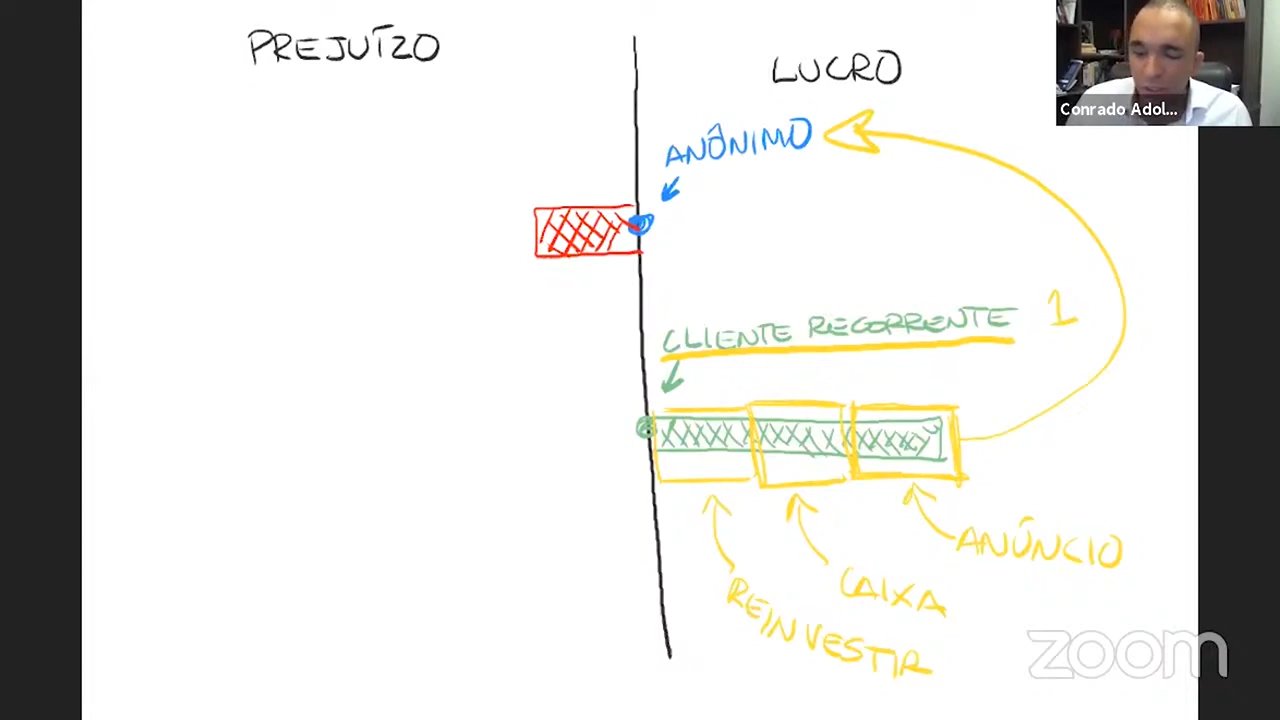 PREJUÍZO
LUCRO
Conrado Adol...
ANÔNIMO
CLIENTE RECORRENTE
1
ANÚNCIO
CAIXA
REINVESTIR
zoom